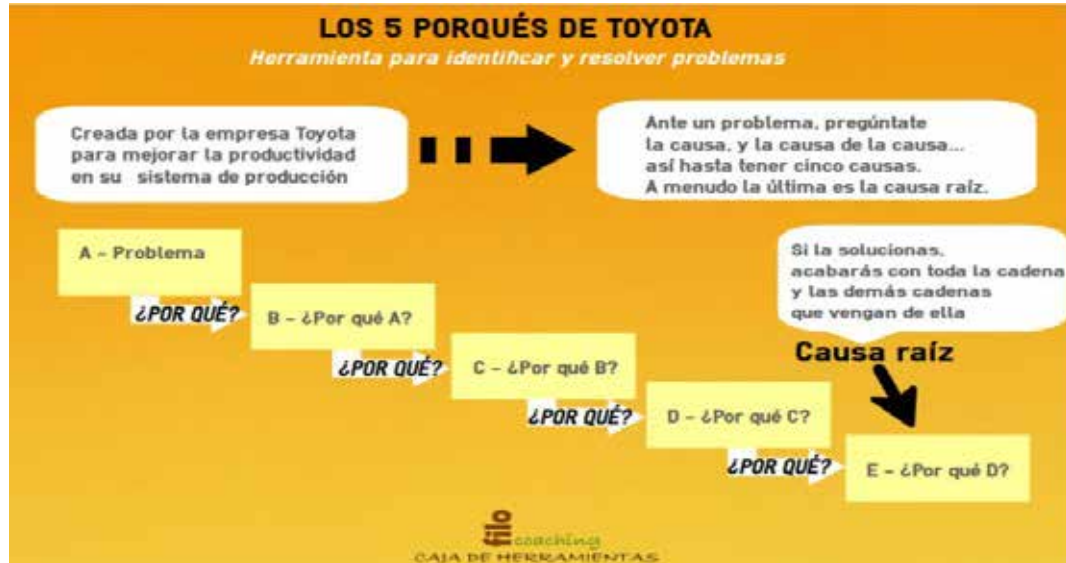 LOS 5 PORQUÉS DE TOYOTA
Herramienta para identificar y resolver problemas
Creada por la empresa Toyota
para mejorar la productividad
en su sistema de producción
Ante un problema, pregúntate
la causa, y la causa de la causa...
así hasta tener cinco causas.
A menudo la última es la causa raíz.
A - Problema
¿POR QUÉ?
B - ¿Por qué A?
¿POR QUÉ?
C - ¿Por qué B?
¿POR QUÉ?
D - ¿Por qué C?
¿POR QUÉ?
E - ¿Por qué D?
Si la solucionas,
acabarás con toda la cadena
y las demás cadenas
que vengan de ella
Causa raíz
filo
coaching
CAJA DE HERRAMIENTAS